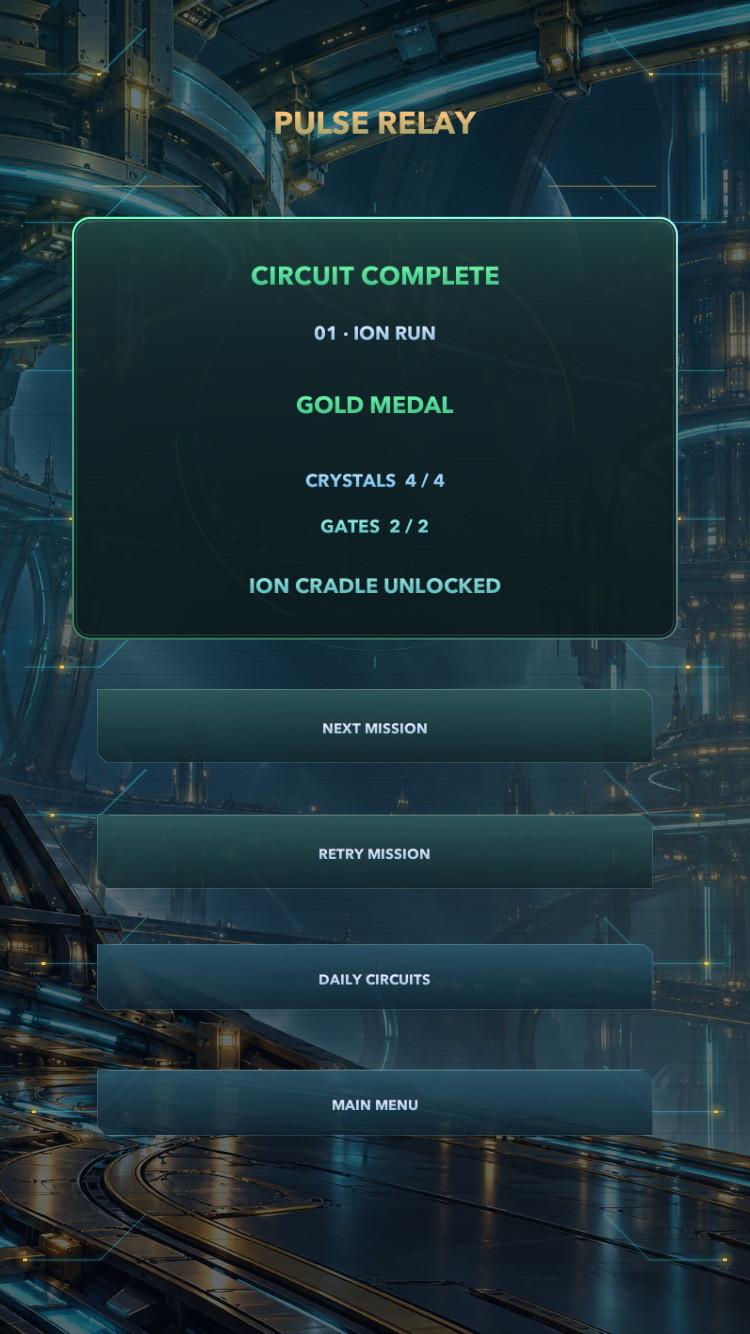 PULSE RELAY
CIRCUIT COMPLETE
01 · ION RUN
GOLD MEDAL
CRYSTALS 4 / 4
GATES 2 / 2
ION CRADLE UNLOCKED
NEXT MISSION
RETRY MISSION
DAILY CIRCUITS
MAIN MENU